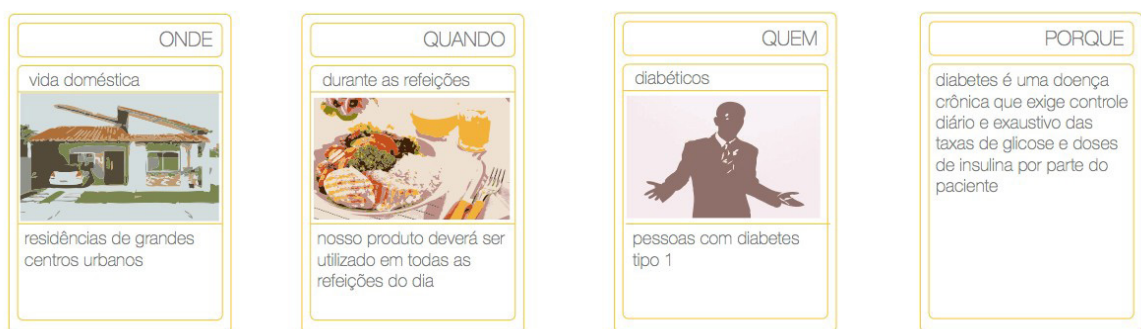 ONDE
vida doméstica
residências de grandes
centros urbanos
QUANDO
durante as refeições
nosso produto deverá ser
utilizado em todas as
refeições do dia
QUEM
diabéticos
pessoas com diabetes
tipo 1
PORQUE
diabetes é uma doença
crônica que exige controle
diário e exaustivo das
taxas de glicose e doses
de insulina por parte do
paciente